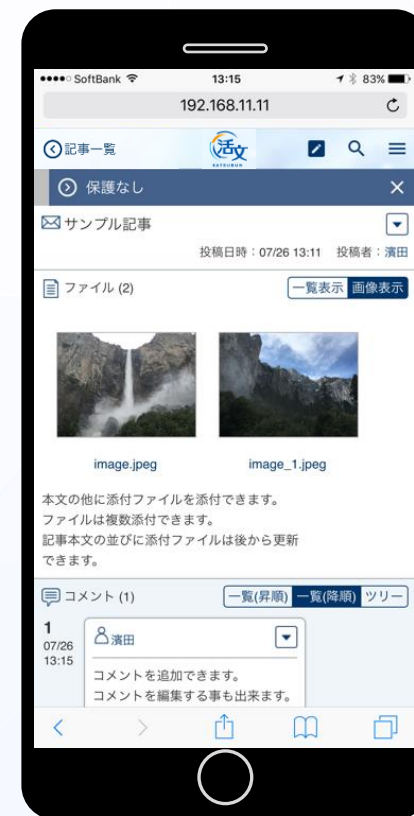 SoftBank 13:15 83%
192.168.11.11
記事一覧 活文
KATSUBUN
保護なし
サンプル記事
投稿日時：07/26 13:11 投稿者：濱田
ファイル (2) 一覧表示 画像表示
image.jpeg image_1.jpeg
本文の他に添付ファイルを添付できます。
ファイルは複数添付できます。
記事本文の並びに添付ファイルは後から更新
できます。
コメント (1) 一覧(昇順) 一覧(降順) ツリー
1 濱田
07/26
13:15
コメントを追加できます。
コメントを編集する事も出来ます。